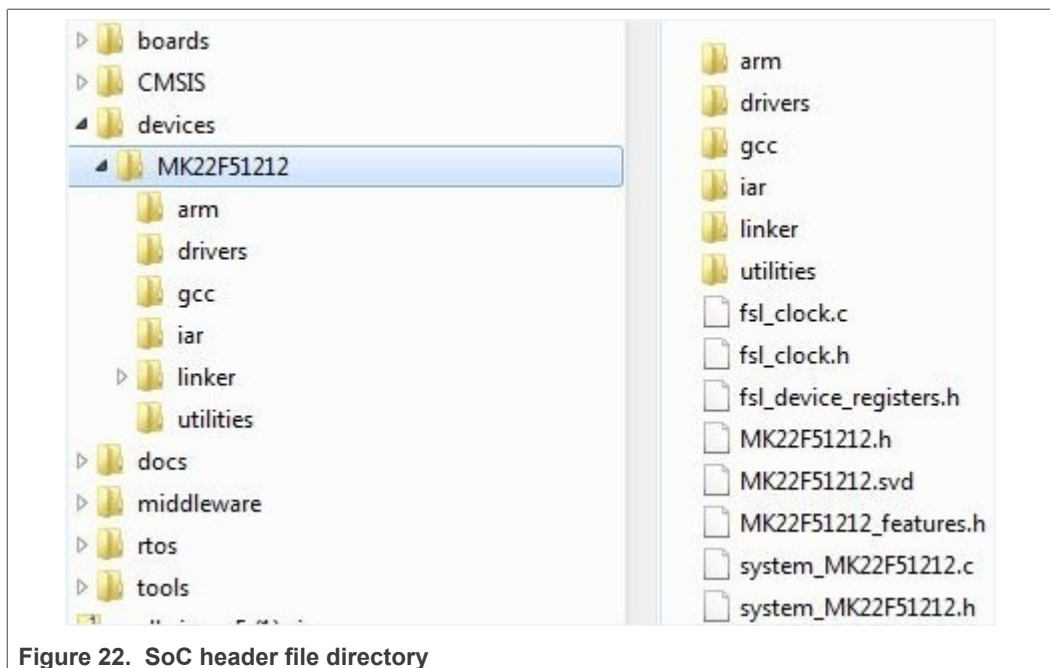 boards
CMSIS
devices
MK22F51212
arm
drivers
gcc
iar
linker
utilities
docs
middleware
rtos
tools
arm
drivers
gcc
iar
linker
utilities
fsl_clock.c
fsl_clock.h
fsl_device_registers.h
MK22F51212.h
MK22F51212.svd
MK22F51212_features.h
system_MK22F51212.c
system_MK22F51212.h
Figure 22. SoC header file directory